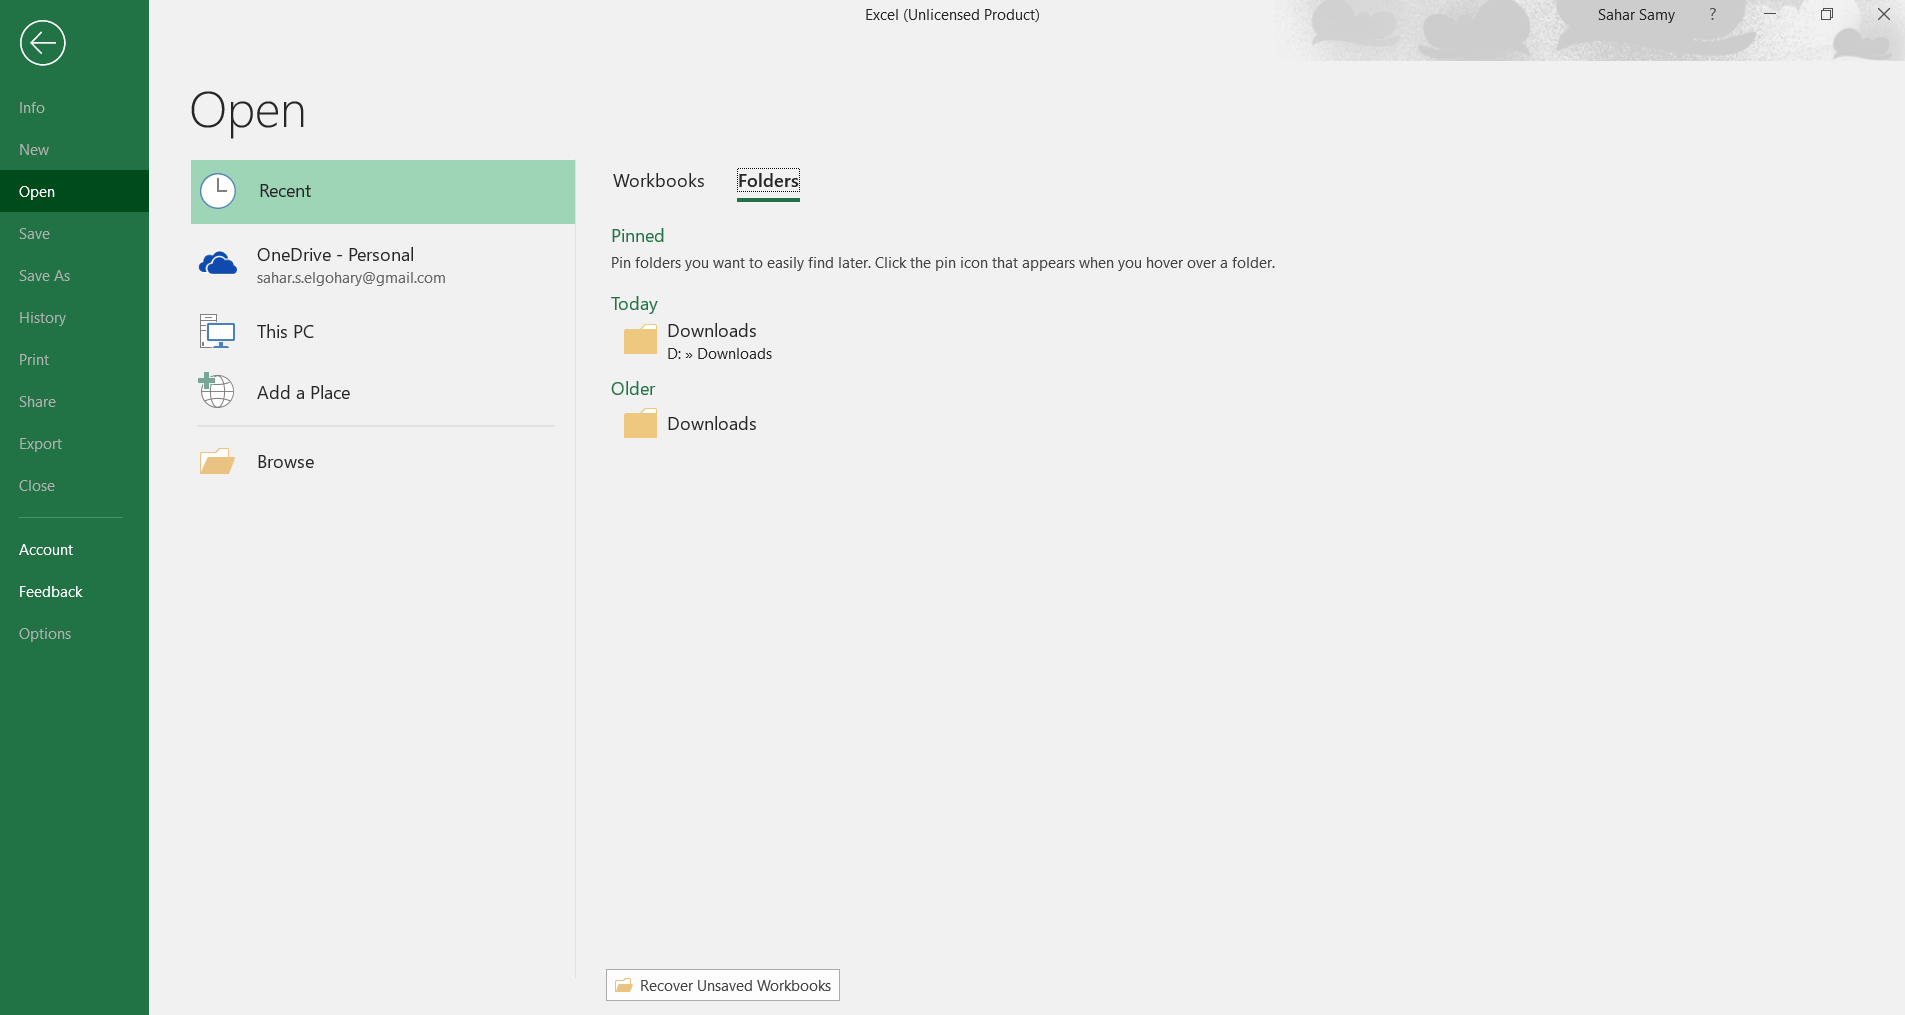 Excel (Unlicensed Product)
Sahar Samy
?
Info
New
Open
Save
Save As
History
Print
Share
Export
Close
Account
Feedback
Options
Open
Recent
OneDrive - Personal
sahar.s.elgohary@gmail.com
This PC
Add a Place
Browse
Workbooks Folders
Pinned
Pin folders you want to easily find later. Click the pin icon that appears when you hover over a folder.
Today
Downloads
D: » Downloads
Older
Downloads
Recover Unsaved Workbooks